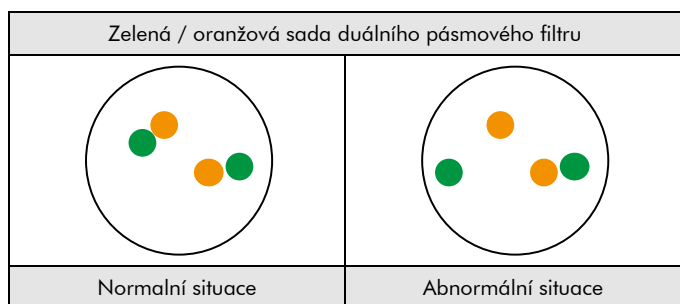 Zelená / oranžová sada duálního pásmového filtru
Normalní situace
Abnormální situace